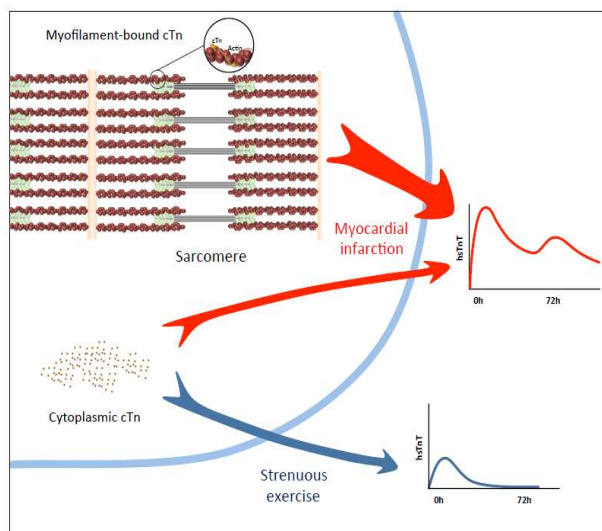 Myofilament-bound cTn
cTn
Actin
Sarcomere
Myocardial
infarction
hsTnT
0h
72h
Cytoplasmic cTn
Strenuous
exercise
hsTnT
0h
72h